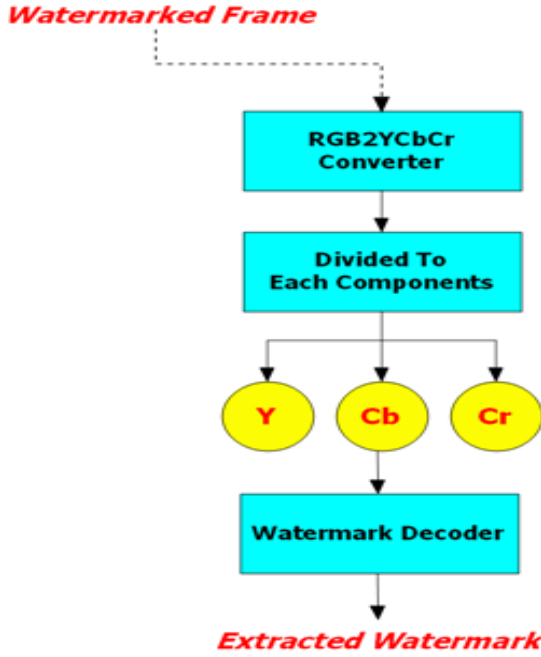 Watermarked Frame
RGB2YCbCr
Converter
Divided To
Each Components
Y
Cb
Cr
Watermark Decoder
Extracted Watermark